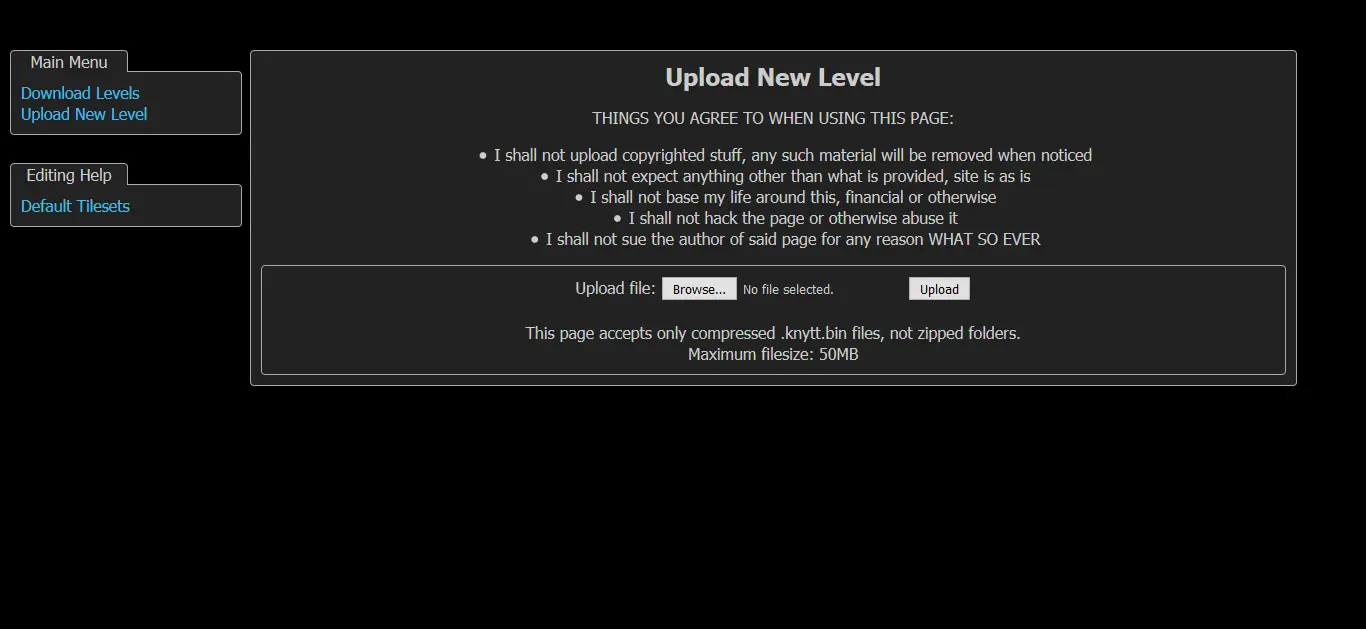 Main Menu
Download Levels
Upload New Level
Editing Help
Default Tilesets
Upload New Level
THINGS YOU AGREE TO WHEN USING THIS PAGE:
• I shall not upload copyrighted stuff, any such material will be removed when noticed
• I shall not expect anything other than what is provided, site is as is
• I shall not base my life around this, financial or otherwise
• I shall not hack the page or otherwise abuse it
• I shall not sue the author of said page for any reason WHAT SO EVER
Upload file: Browse... No file selected. Upload
This page accepts only compressed .knytt.bin files, not zipped folders.
Maximum filesize: 50MB